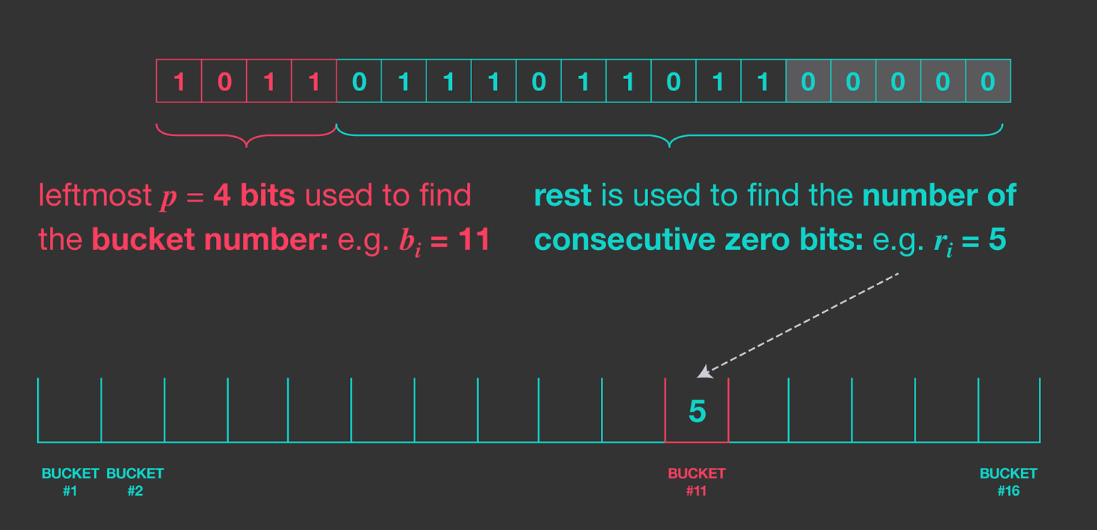 1 0 1 1 0 1 1 1 0 1 1 0 1 1 0 0 0 0 0
leftmost p = 4 bits used to find
the bucket number: e.g. bᵢ = 11
rest is used to find the number of
consecutive zero bits: e.g. rᵢ = 5
5
BUCKET #1
BUCKET #2
BUCKET #11
BUCKET #16